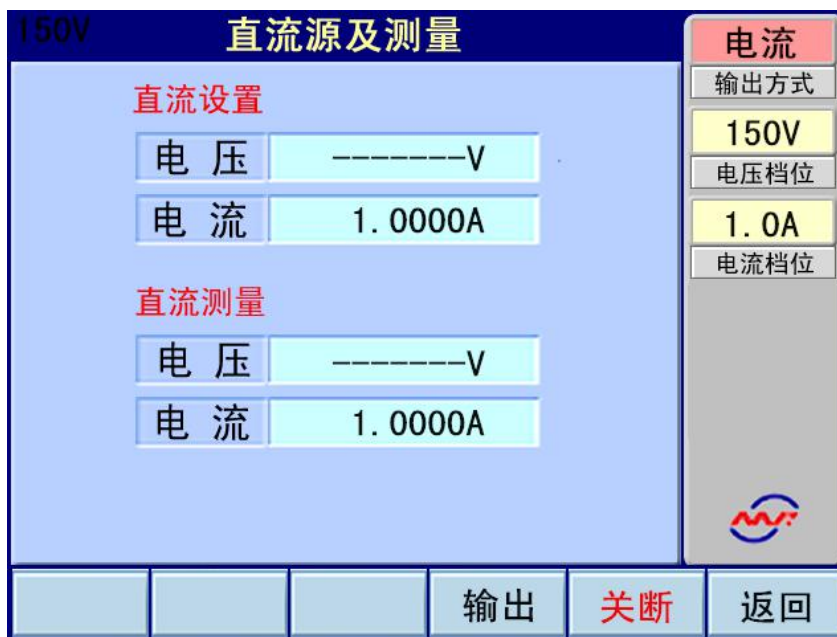 150V
直流源及测量
直流设置
电 压 -------V
电 流 1.0000A
直流测量
电 压 -------V
电 流 1.0000A
电流
输出方式
150V
电压档位
1.0A
电流档位
输出 关断 返回